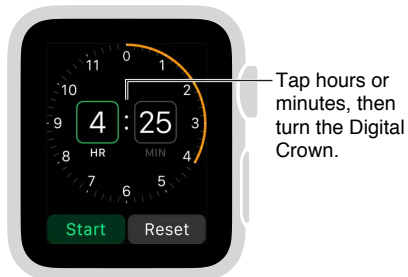 0
11 1
10 2
9 4 : 25 3
HR MIN
8 4
7 5
6
Start Reset
Tap hours or
minutes, then
turn the Digital
Crown.